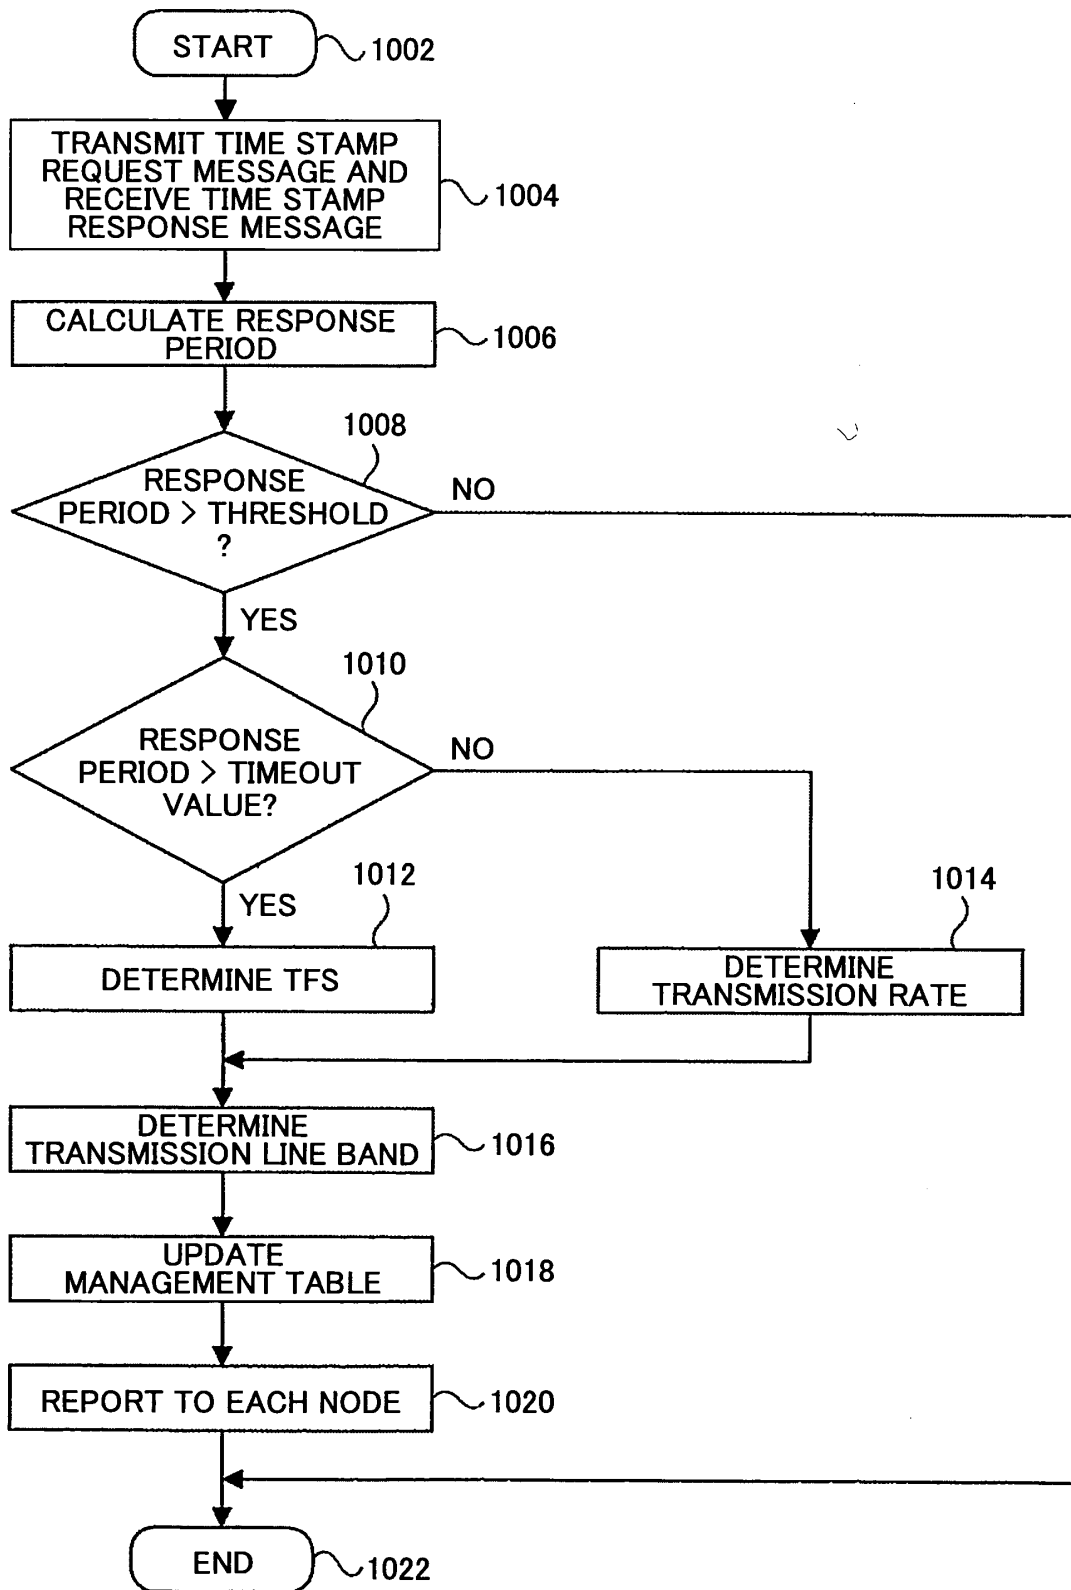 START
1002
TRANSMIT TIME STAMP
REQUEST MESSAGE AND
RECEIVE TIME STAMP
RESPONSE MESSAGE
1004
CALCULATE RESPONSE
PERIOD
1006
1008
RESPONSE
PERIOD > THRESHOLD
?
NO
YES
1010
RESPONSE
PERIOD > TIMEOUT
VALUE?
NO
YES
1012
DETERMINE TFS
1014
DETERMINE
TRANSMISSION RATE
DETERMINE
TRANSMISSION LINE BAND
1016
UPDATE
MANAGEMENT TABLE
1018
REPORT TO EACH NODE
1020
END
1022